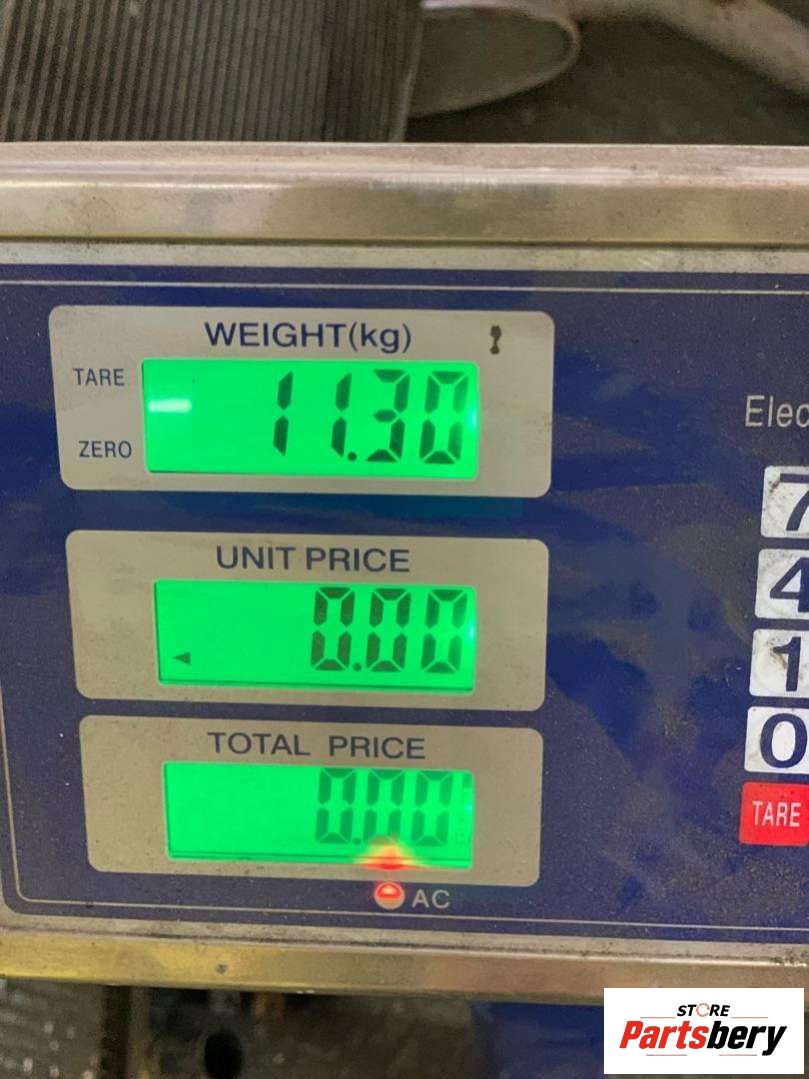 WEIGHT(kg)
TARE
11.30
ZERO
Elec
7
UNIT PRICE
0.00
4
1
TOTAL PRICE
0
0.00
TARE
AC
STORE
Partsbery